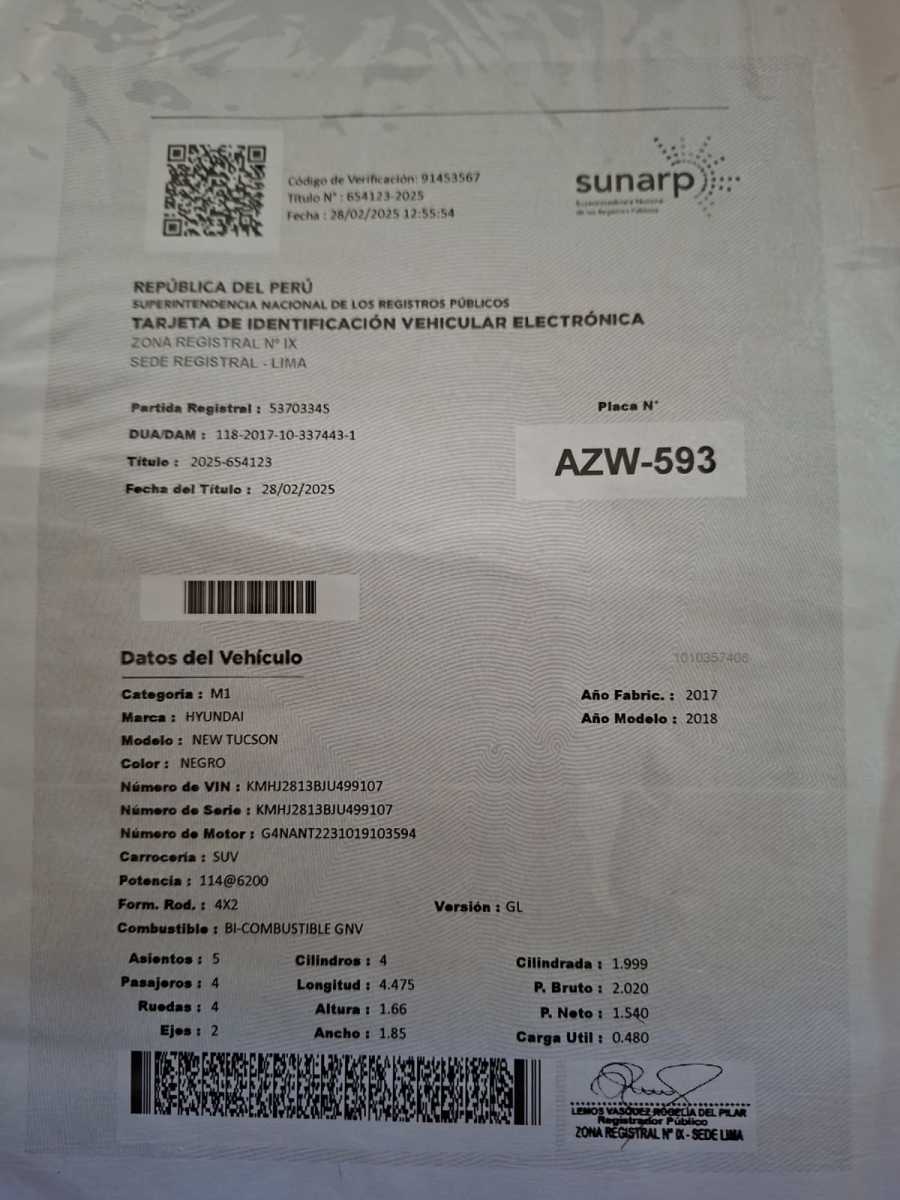 Código de Verificación: 91453567
Título N° : 654123-2025
Fecha : 28/02/2025 12:55:54
sunarp
Superintendencia Nacional
de los Registros Públicos
REPÚBLICA DEL PERÚ
SUPERINTENDENCIA NACIONAL DE LOS REGISTROS PÚBLICOS
TARJETA DE IDENTIFICACIÓN VEHICULAR ELECTRÓNICA
ZONA REGISTRAL N° IX
SEDE REGISTRAL - LIMA
Partida Registral : 53703345
DUA/DAM : 118-2017-10-337443-1
Título : 2025-654123
Fecha del Título : 28/02/2025
Placa N°
AZW-593
Datos del Vehículo
1010357406
Categoria : M1
Marca : HYUNDAI
Modelo : NEW TUCSON
Color : NEGRO
Número de VIN : KMHJ2813BJU499107
Número de Serie : KMHJ2813BJU499107
Número de Motor : G4NANT2231019103594
Carrocería : SUV
Potencia : 114@6200
Form. Rod. : 4X2
Combustible : BI-COMBUSTIBLE GNV
Año Fabric. : 2017
Año Modelo : 2018
Versión : GL
Asientos : 5
Pasajeros : 4
Ruedas : 4
Ejes : 2
Cilindros : 4
Longitud : 4.475
Altura : 1.66
Ancho : 1.85
Cilindrada : 1.999
P. Bruto : 2.020
P. Neto : 1.540
Carga Util : 0.480
LEMOS VASQUEZ ROGELIA DEL PILAR
Registrador Público
ZONA REGISTRAL N° IX - SEDE LIMA